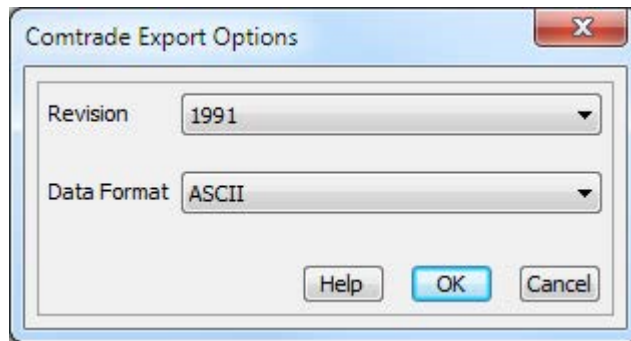 Comtrade Export Options
Revision 1991
Data Format ASCII
Help OK Cancel